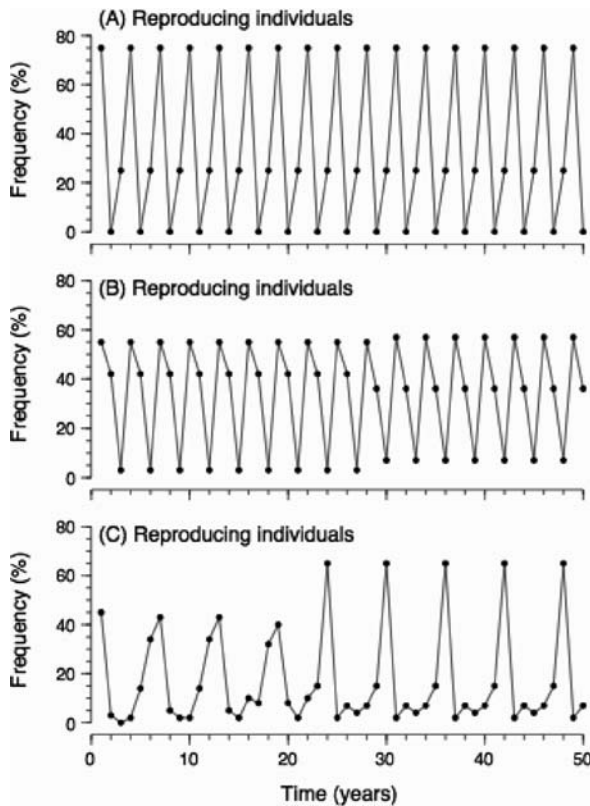 (A) Reproducing individuals
80
60
40
20
0
Frequency (%)
(B) Reproducing individuals
80
60
40
20
0
Frequency (%)
(C) Reproducing individuals
80
60
40
20
0
Frequency (%)
0 10 20 30 40 50
Time (years)